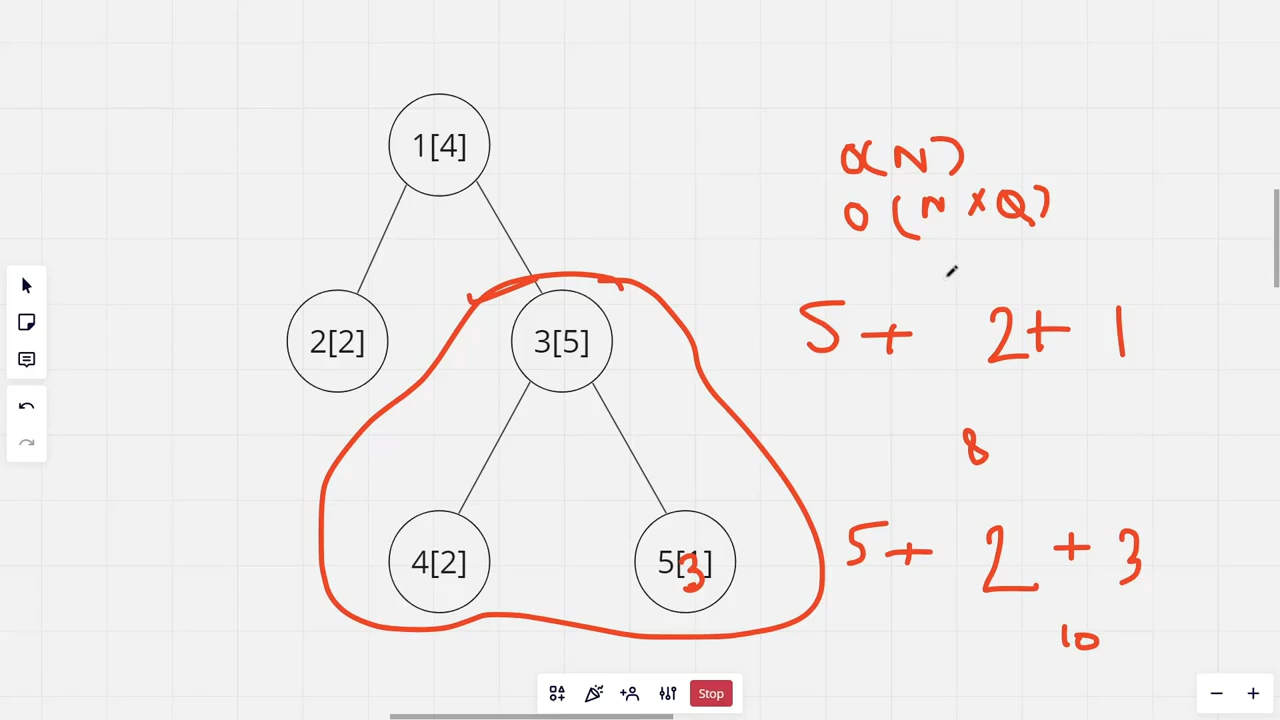 1[4]
O(N)
O(N×Q)
2[2]
3[5]
5+ 2+ 1
8
4[2]
5[1]
3
5+ 2 + 3
10
Stop